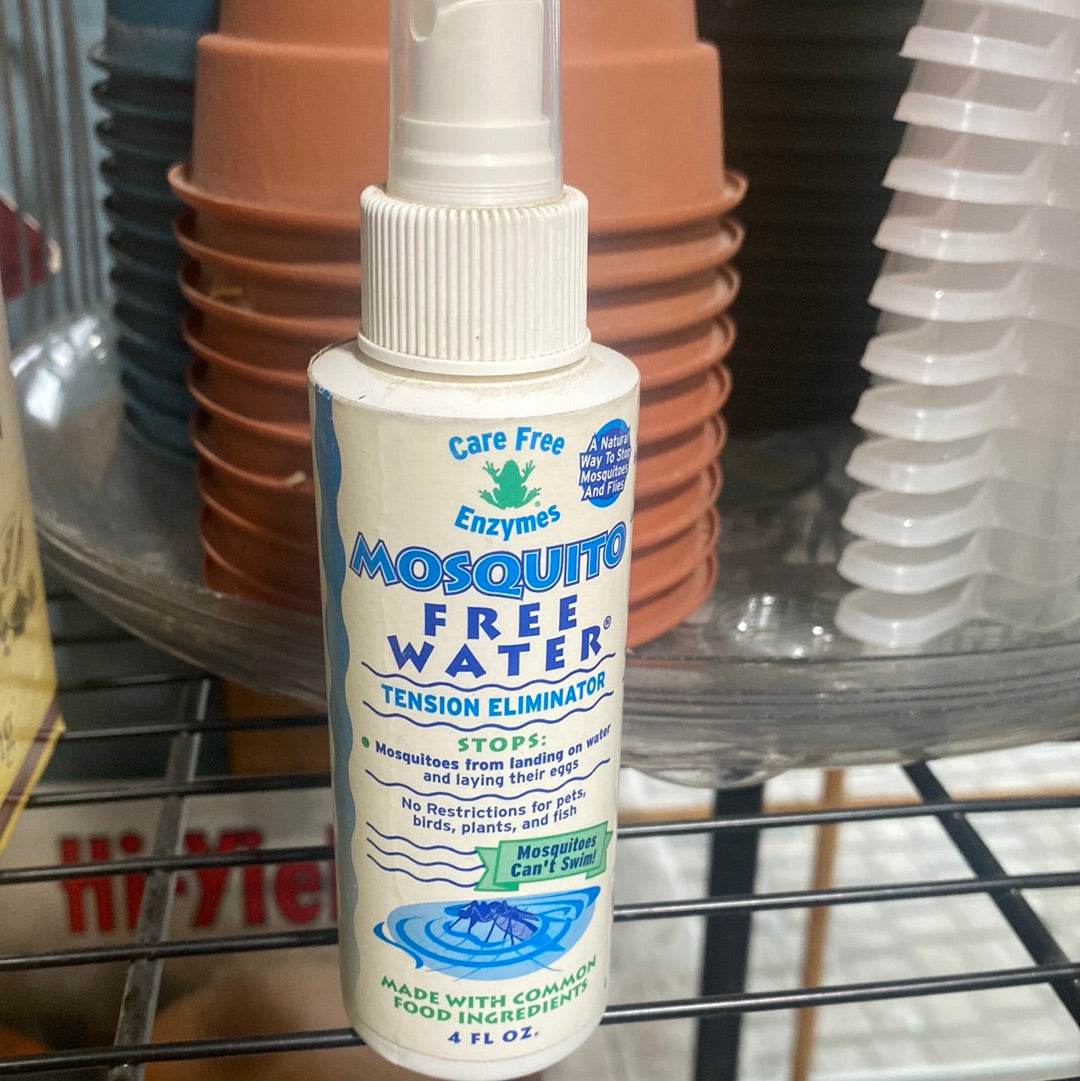 Care Free
Enzymes
A Natural
Way To Stop
Mosquitoes
And Flies
MOSQUITO
FREE
WATER®
TENSION ELIMINATOR
STOPS:
• Mosquitoes from landing on water
and laying their eggs
No Restrictions for pets,
birds, plants, and fish
Mosquitoes
Can't Swim!
MADE WITH COMMON
FOOD INGREDIENTS
4 FL OZ.
Hi-Yiel